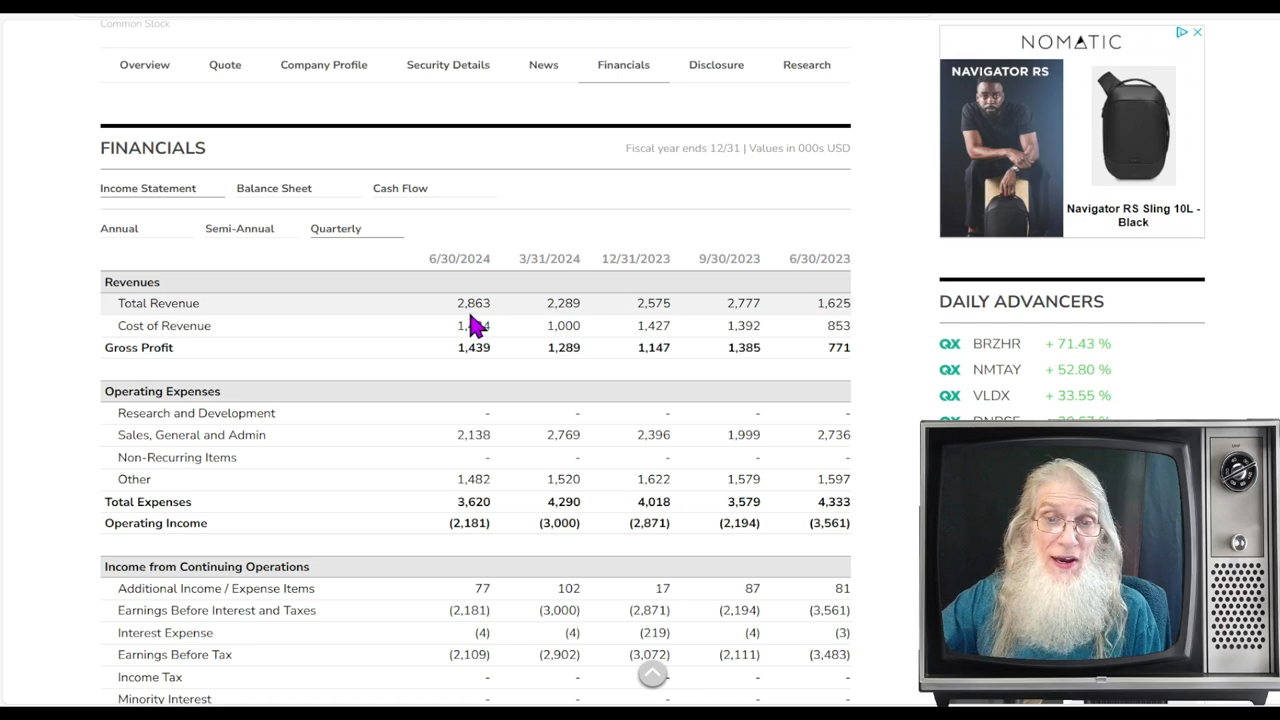 Common Stock
Overview Quote Company Profile Security Details News Financials Disclosure Research
FINANCIALS
Fiscal year ends 12/31 | Values in 000s USD
Income Statement Balance Sheet Cash Flow
Annual Semi-Annual Quarterly
6/30/2024 3/31/2024 12/31/2023 9/30/2023 6/30/2023
Revenues
Total Revenue 2,863 2,289 2,575 2,777 1,625
Cost of Revenue 1,000 1,427 1,392 853
Gross Profit 1,439 1,289 1,147 1,385 771
Operating Expenses
Research and Development - - - - -
Sales, General and Admin 2,138 2,769 2,396 1,999 2,736
Non-Recurring Items - - - - -
Other 1,482 1,520 1,622 1,579 1,597
Total Expenses 3,620 4,290 4,018 3,579 4,333
Operating Income (2,181) (3,000) (2,871) (2,194) (3,561)
Income from Continuing Operations
Additional Income / Expense Items 77 102 17 87 81
Earnings Before Interest and Taxes (2,181) (3,000) (2,871) (2,194) (3,561)
Interest Expense (4) (4) (219) (4) (3)
Earnings Before Tax (2,109) (2,902) (3,072) (2,111) (3,483)
Income Tax - - - - -
Minority Interest
NOMATIC
NAVIGATOR RS
Navigator RS Sling 10L -
Black
DAILY ADVANCERS
QX BRZHR + 71.43 %
QX NMTAY + 52.80 %
QX VLDX + 33.55 %